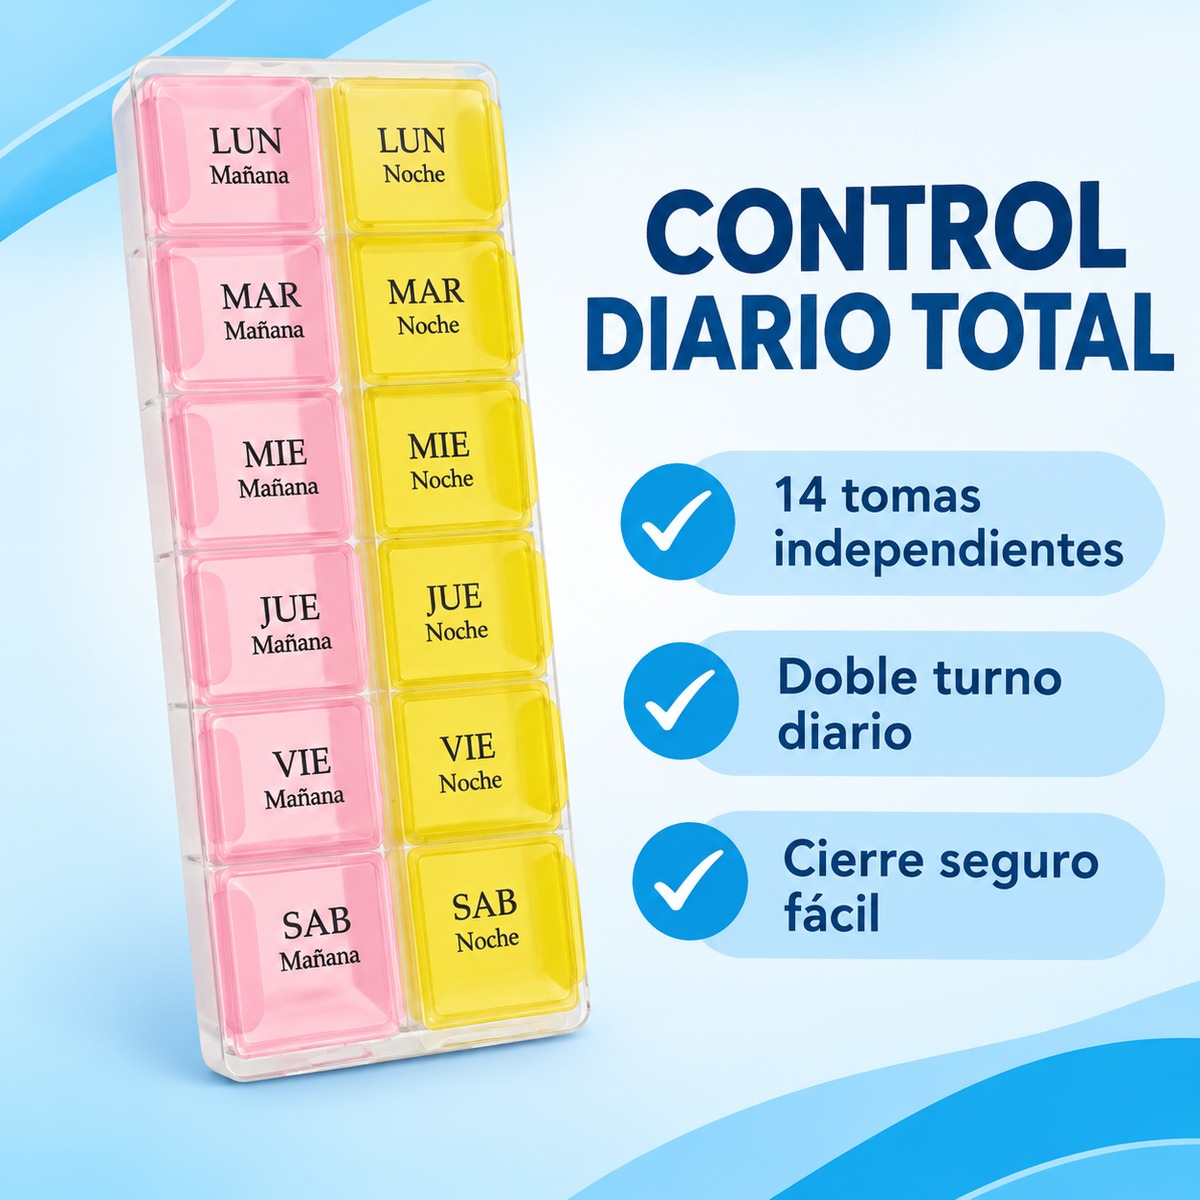 LUN
Mañana
LUN
Noche
MAR
Mañana
MAR
Noche
MIE
Mañana
MIE
Noche
JUE
Mañana
JUE
Noche
VIE
Mañana
VIE
Noche
SAB
Mañana
SAB
Noche
CONTROL
DIARIO TOTAL
14 tomas
independientes
Doble turno
diario
Cierre seguro
fácil